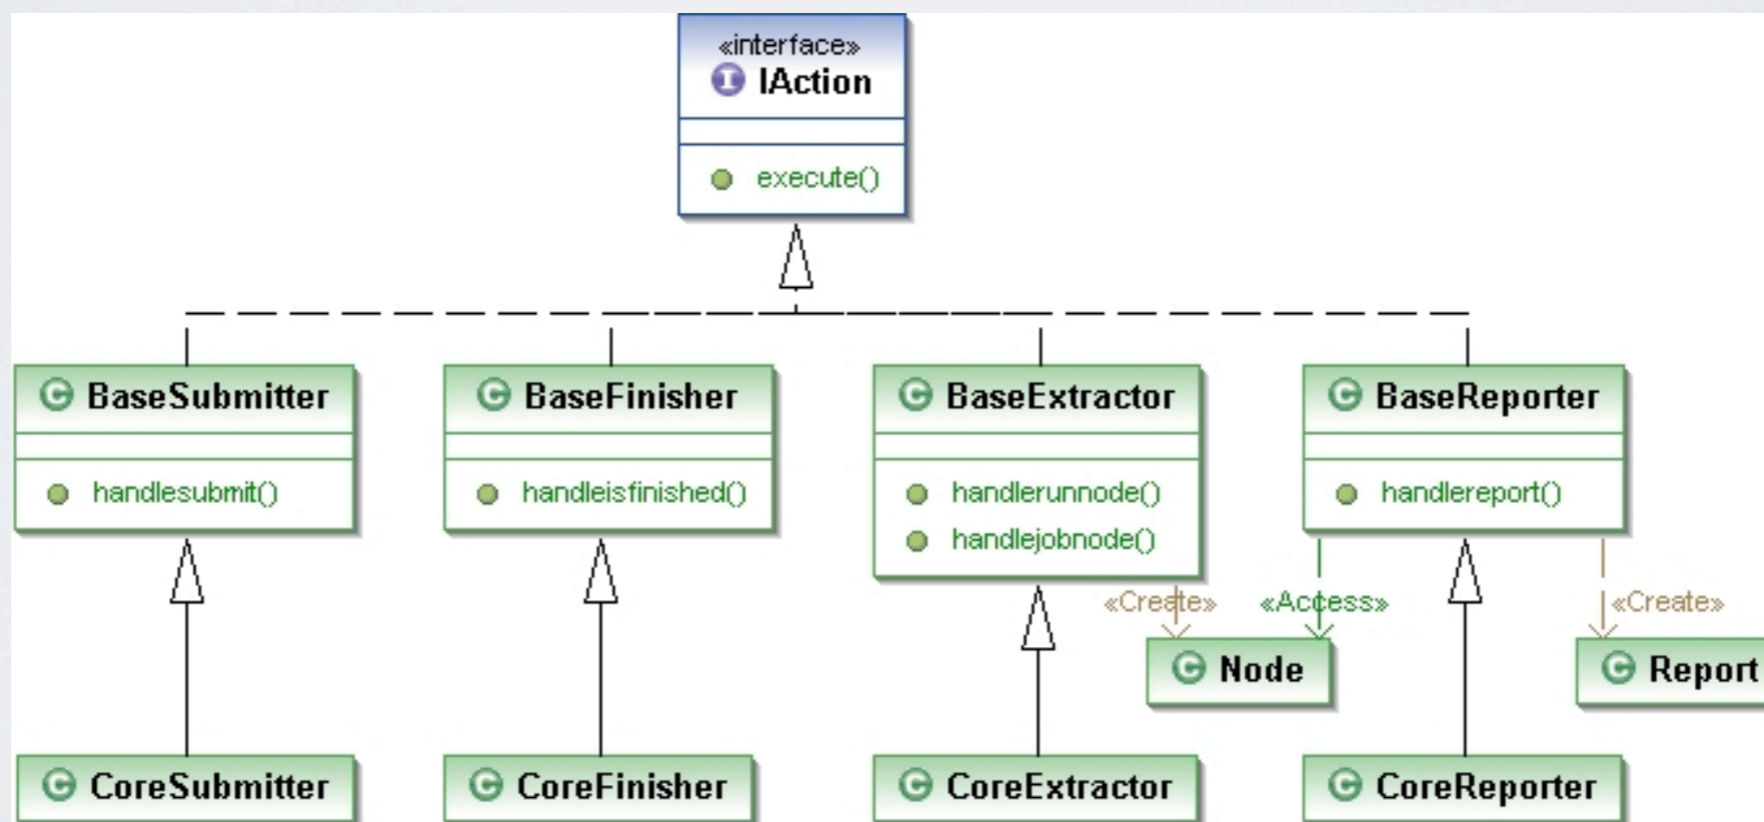 «interface»
IAction
execute()
BaseSubmitter
BaseFinisher
BaseExtractor
BaseReporter
handlesubmit()
handleisfinished()
handlerunnode()
handlejobnode()
handlereport()
«Create»
«Access»
«Create»
Node
Report
CoreSubmitter
CoreFinisher
CoreExtractor
CoreReporter